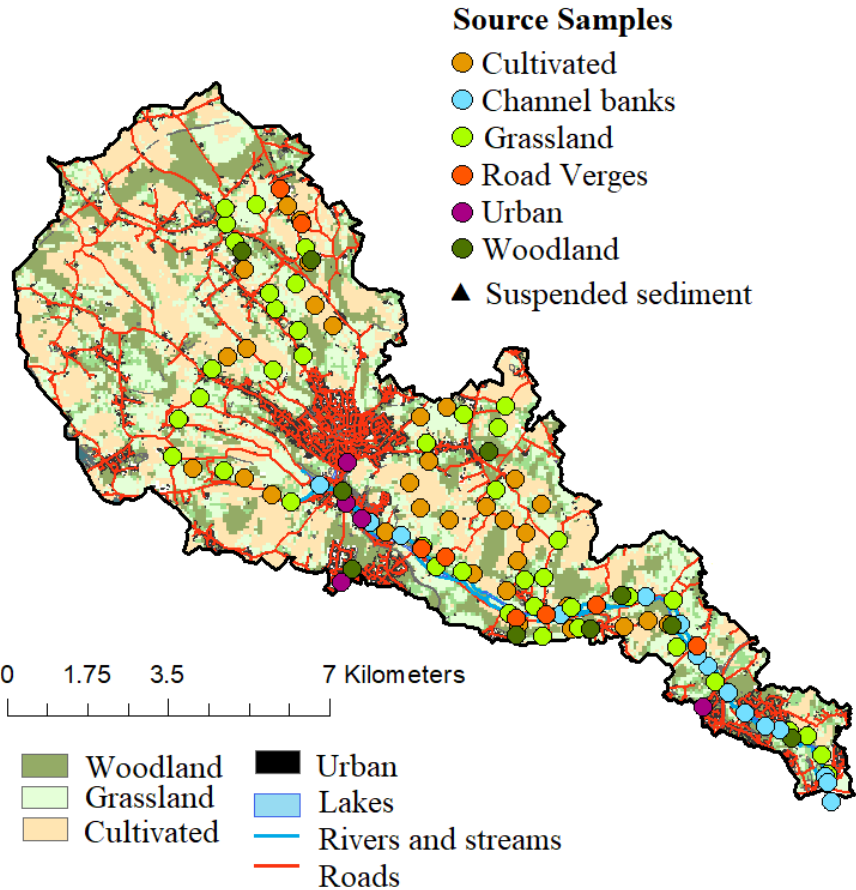 Source Samples
Cultivated
Channel banks
Grassland
Road Verges
Urban
Woodland
Suspended sediment
0 1.75 3.5 7 Kilometers
Woodland
Grassland
Cultivated
Urban
Lakes
Rivers and streams
Roads